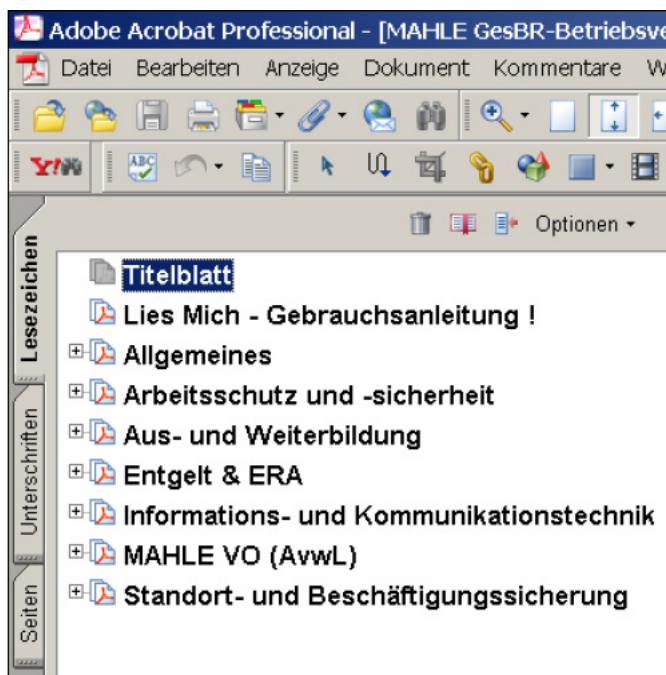 Adobe Acrobat Professional - [MAHLE GesBR-Betriebsve
Datei Bearbeiten Anzeige Dokument Kommentare W
Y!
ABC
Optionen
Lesezeichen
Titelblatt
Lies Mich - Gebrauchsanleitung !
Allgemeines
Arbeitsschutz und -sicherheit
Aus- und Weiterbildung
Entgelt & ERA
Informations- und Kommunikationstechnik
MAHLE VO (AvwL)
Standort- und Beschäftigungssicherung
Unterschriften
Seiten